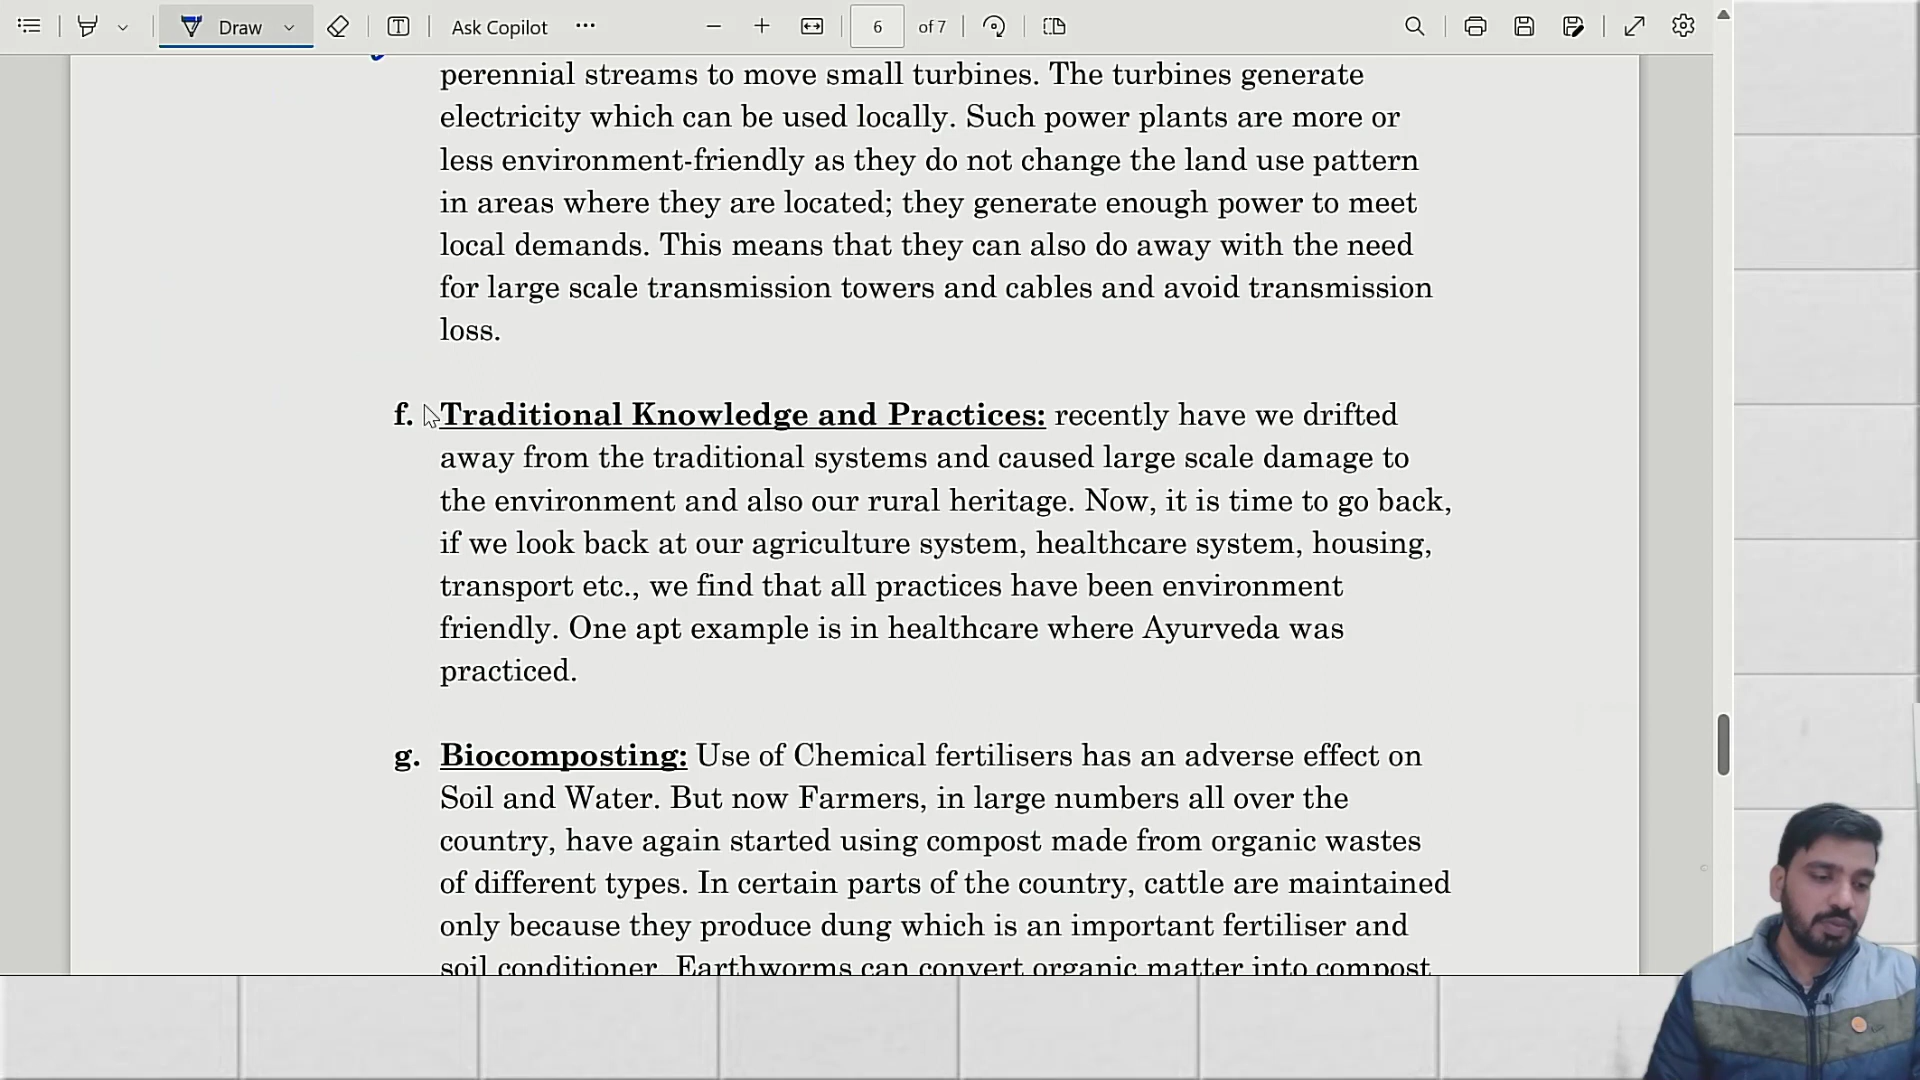 Draw
Ask Copilot
6
of 7
perennial streams to move small turbines. The turbines generate
electricity which can be used locally. Such power plants are more or
less environment-friendly as they do not change the land use pattern
in areas where they are located; they generate enough power to meet
local demands. This means that they can also do away with the need
for large scale transmission towers and cables and avoid transmission
loss.
f. Traditional Knowledge and Practices: recently have we drifted
away from the traditional systems and caused large scale damage to
the environment and also our rural heritage. Now, it is time to go back,
if we look back at our agriculture system, healthcare system, housing,
transport etc., we find that all practices have been environment
friendly. One apt example is in healthcare where Ayurveda was
practiced.
g. Biocomposting: Use of Chemical fertilisers has an adverse effect on
Soil and Water. But now Farmers, in large numbers all over the
country, have again started using compost made from organic wastes
of different types. In certain parts of the country, cattle are maintained
only because they produce dung which is an important fertiliser and
soil conditioner. Earthworms can convert organic matter into compost